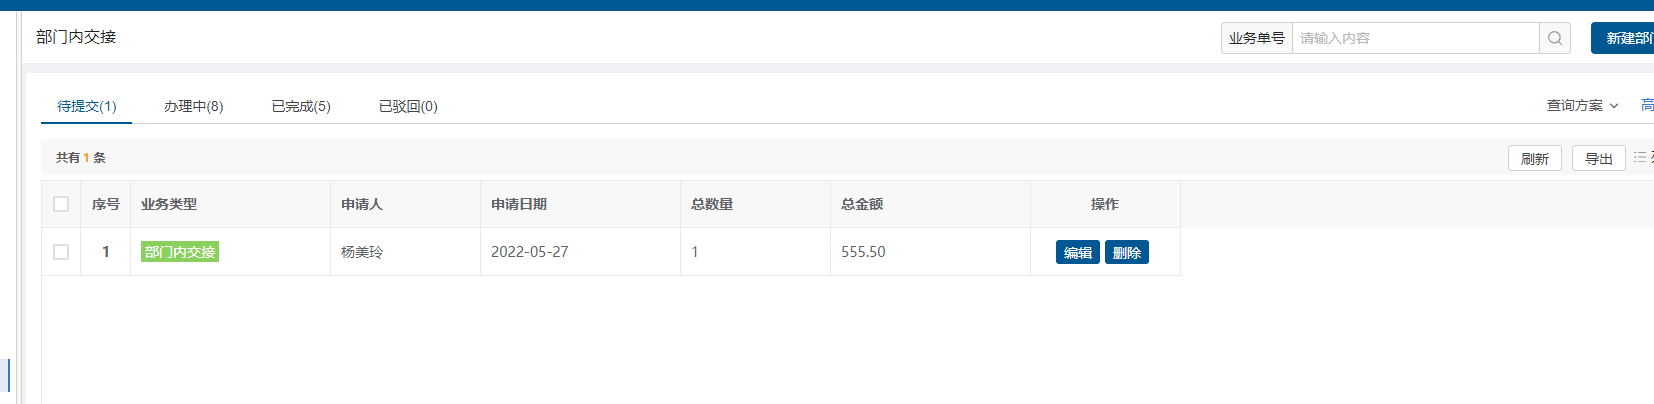 部门内交接
业务单号 请输入内容 新建部
待提交(1) 办理中(8) 已完成(5) 已驳回(0) 查询方案 高
共有 1 条 刷新 导出
序号 业务类型 申请人 申请日期 总数量 总金额 操作
1 部门内交接 杨美玲 2022-05-27 1 555.50 编辑 删除